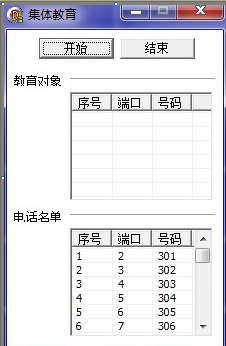 集体教育
开始 结束
教育对象
序号 端口 号码
电话名单
序号 端口 号码
1 2 301
2 3 302
3 4 303
4 5 304
5 6 305
6 7 306